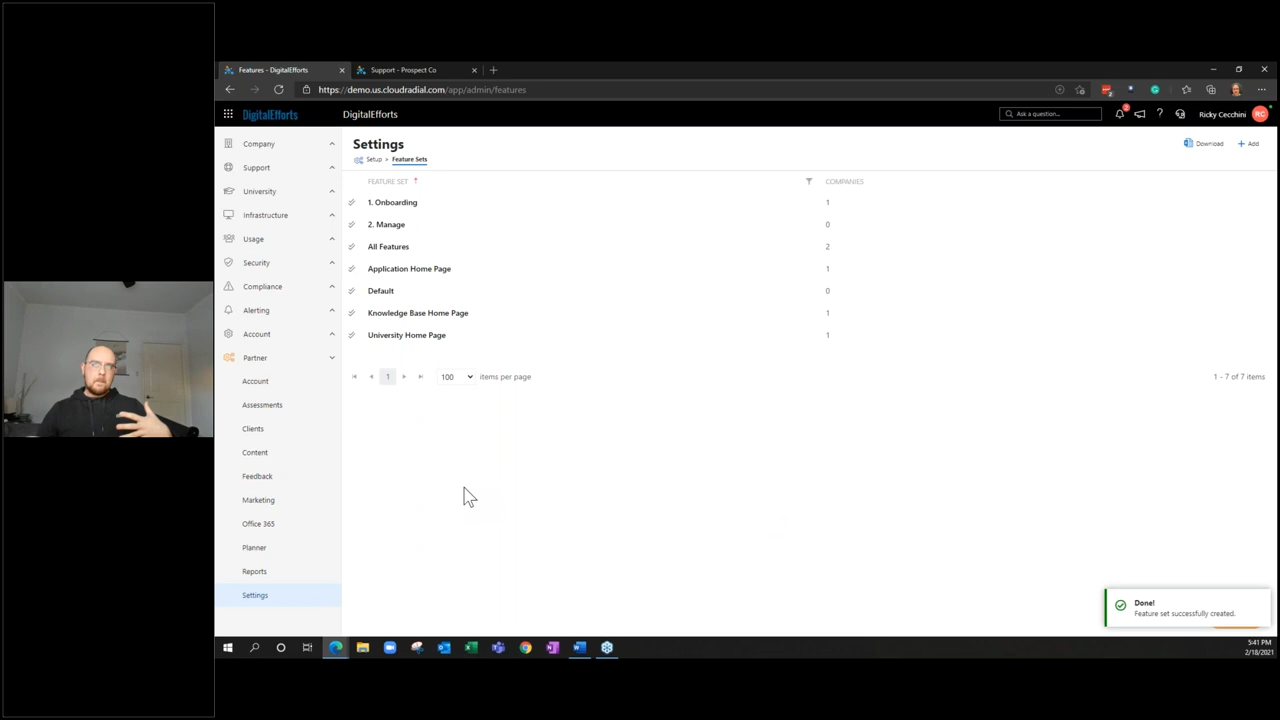 Features - DigitalEfforts
Support - Prospect Co
https://demo.us.cloudradial.com/app/admin/features
DigitalEfforts
DigitalEfforts
Ask a question...
2
Ricky Cecchini
RC
Company
Support
University
Infrastructure
Usage
Security
Compliance
Alerting
Account
Partner
Account
Assessments
Clients
Content
Feedback
Marketing
Office 365
Planner
Reports
Settings
Settings
Setup > Feature Sets
Download
Add
FEATURE SET
COMPANIES
1. Onboarding 1
2. Manage 0
All Features 2
Application Home Page 1
Default 0
Knowledge Base Home Page 1
University Home Page 1
1
100 items per page
1 - 7 of 7 items
Done!
Feature set successfully created.
5:41 PM
2/18/2021